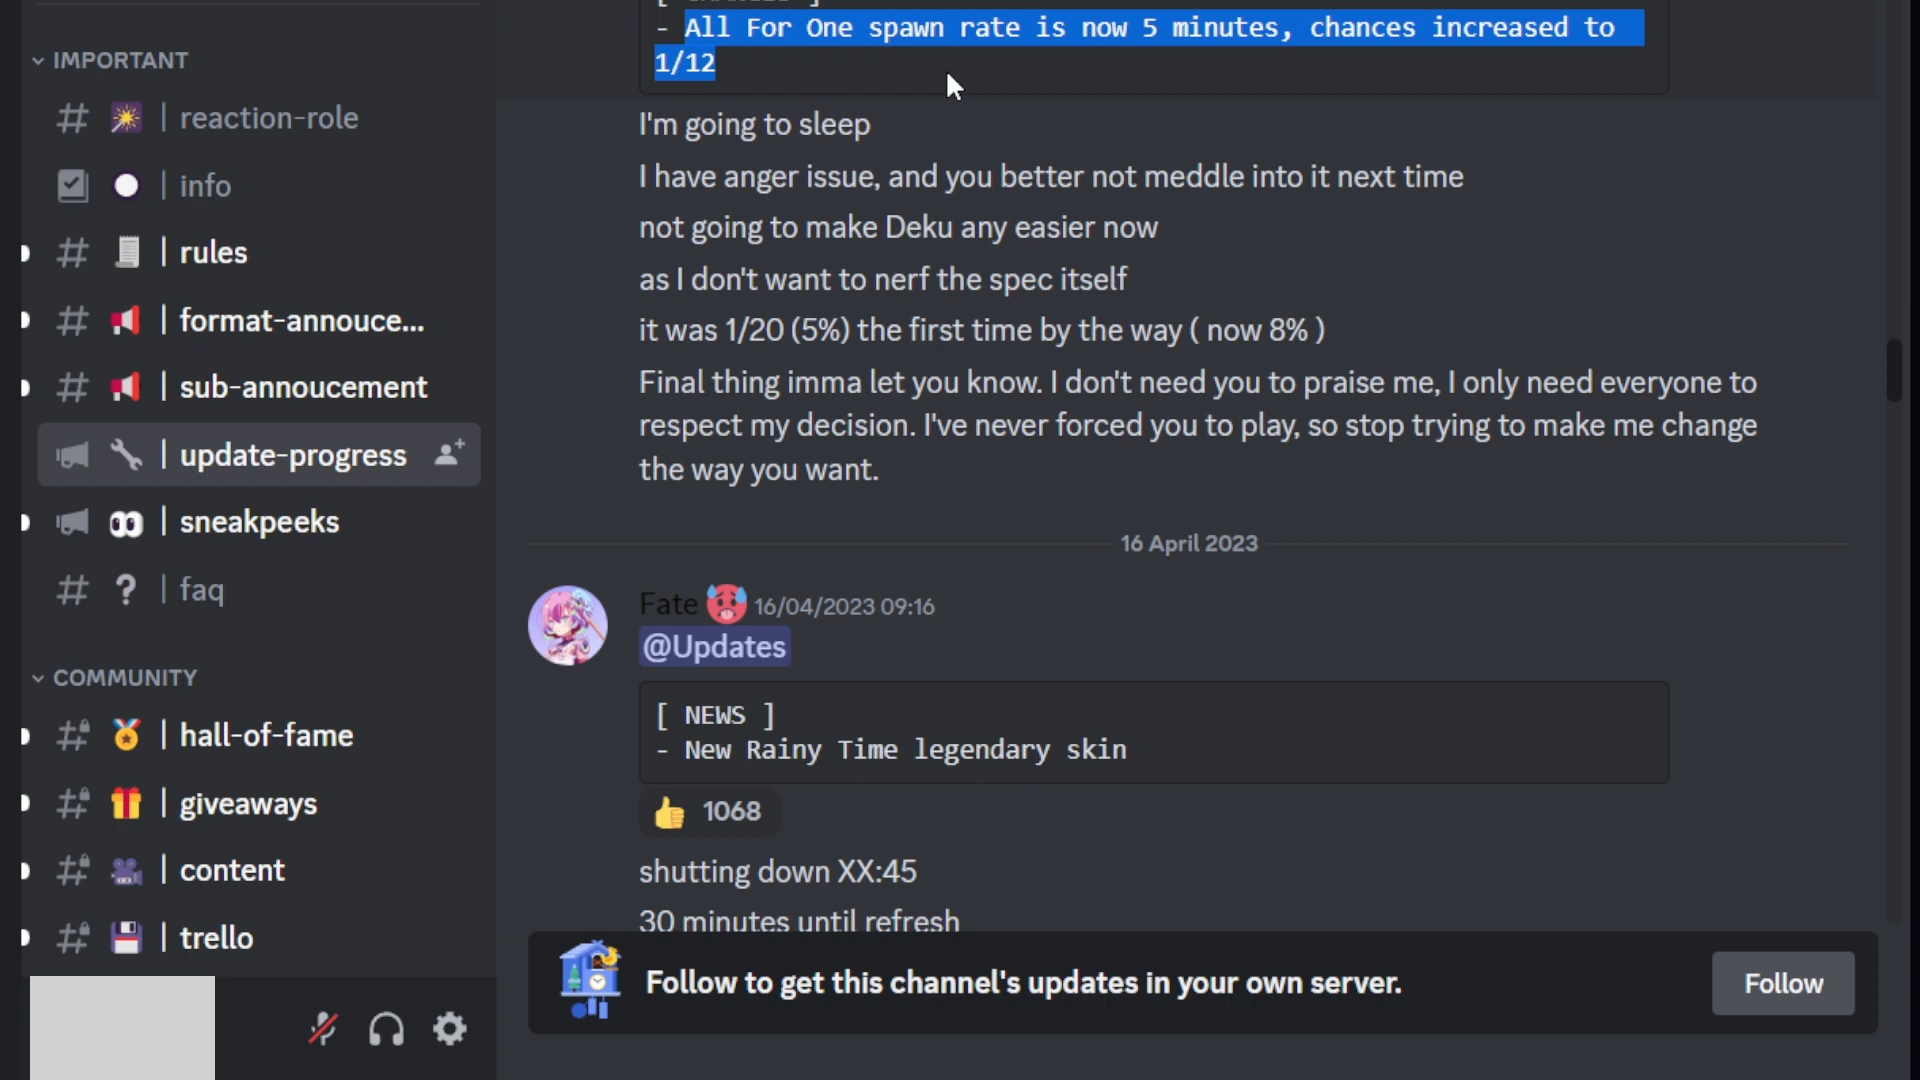 - All For One spawn rate is now 5 minutes, chances increased to
1/12
I'm going to sleep
I have anger issue, and you better not meddle into it next time
not going to make Deku any easier now
as I don't want to nerf the spec itself
it was 1/20 (5%) the first time by the way ( now 8% )
Final thing imma let you know. I don't need you to praise me, I only need everyone to
respect my decision. I've never forced you to play, so stop trying to make me change
the way you want.
16 April 2023
Fate 🥵 16/04/2023 09:16
@Updates
[ NEWS ]
- New Rainy Time legendary skin
👍 1068
shutting down XX:45
30 minutes until refresh
Follow to get this channel's updates in your own server.
Follow
IMPORTANT
# | reaction-role
| info
# | rules
# | format-annouce...
# | sub-annoucement
| update-progress
| sneakpeeks
# ? | faq
COMMUNITY
# | hall-of-fame
# | giveaways
# | content
# | trello